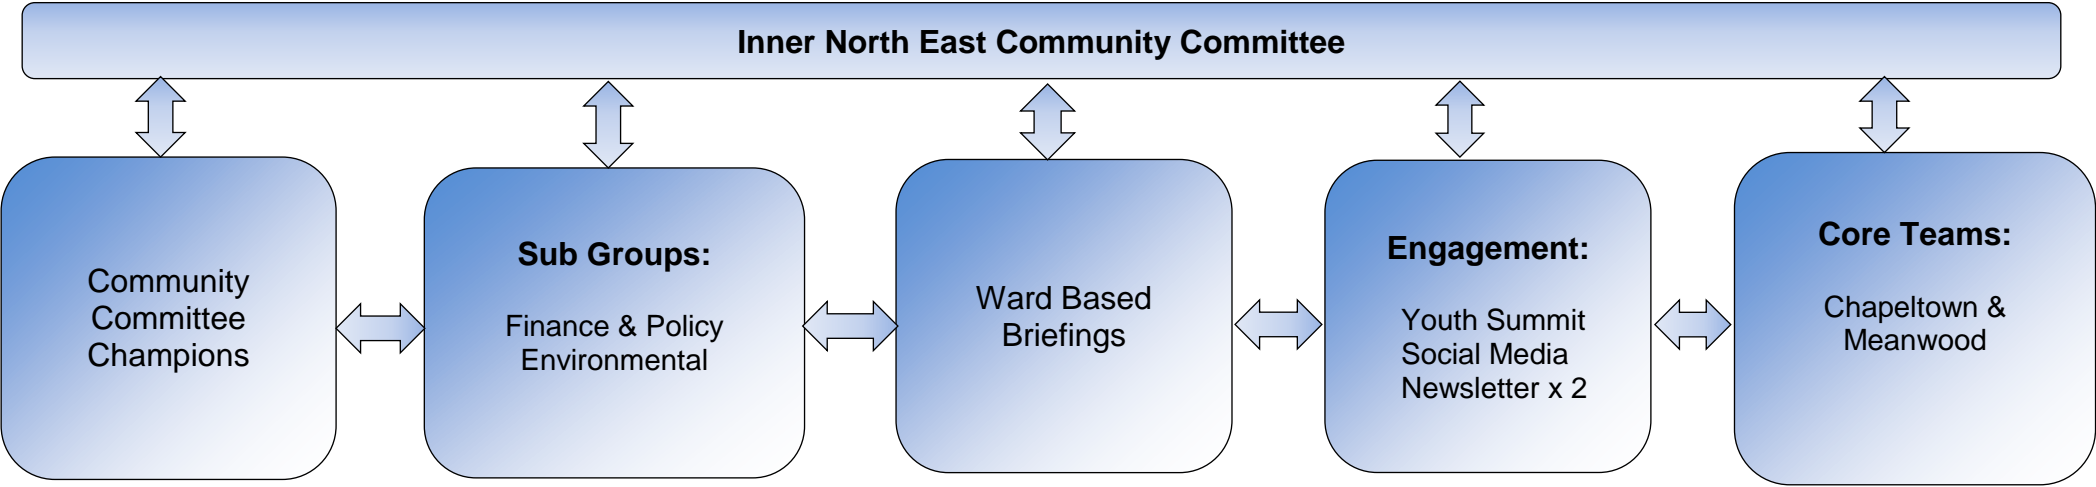 Inner North East Community Committee
Community
Committee
Champions
Sub Groups:
Finance & Policy
Environmental
Ward Based
Briefings
Engagement:
Youth Summit
Social Media
Newsletter x 2
Core Teams:
Chapeltown &
Meanwood